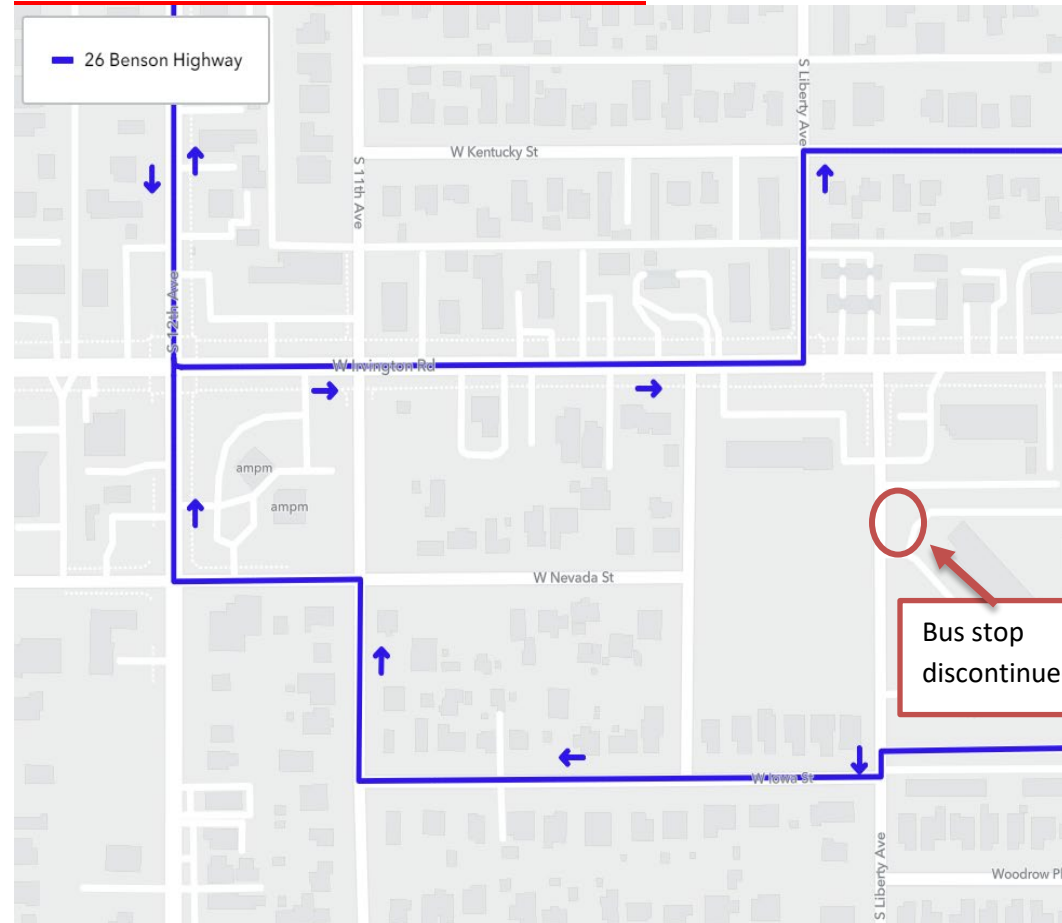 26 Benson Highway
S Liberty Ave
W Kentucky St
S 11th Ave
S 12th Ave
W Irvington Rd
ampm
ampm
W Nevada St
Bus stop
discontinue
W Iowa St
S Liberty Ave
Woodrow Pl